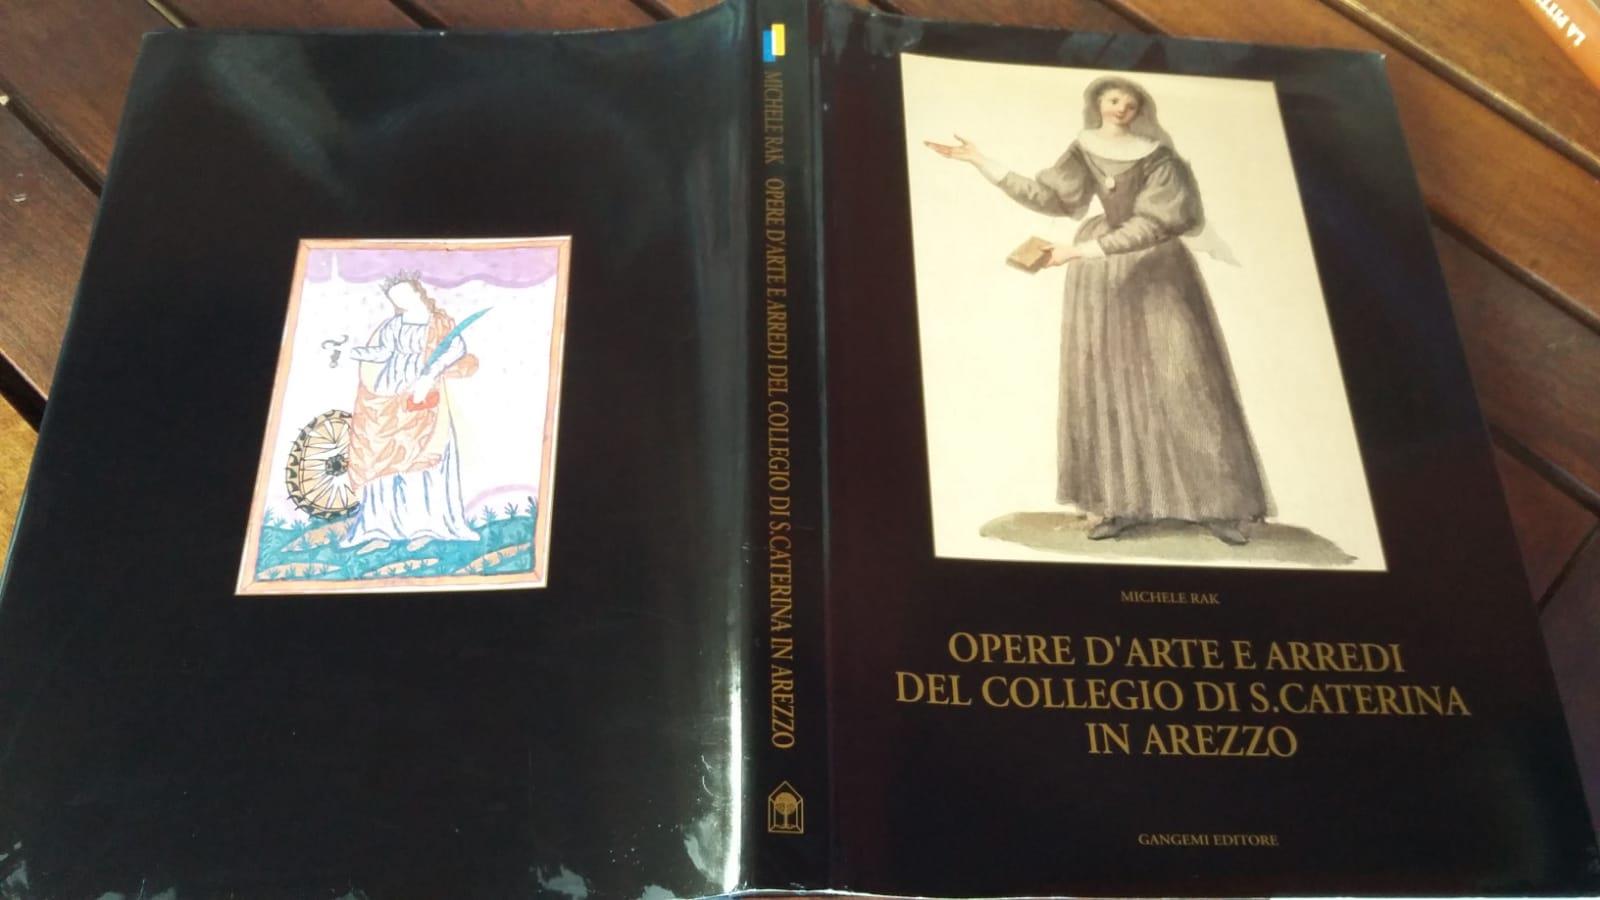 MICHELE RAK OPERE D'ARTE E ARREDI DEL COLLEGIO DI S.CATERINA IN AREZZO
MICHELE RAK
OPERE D'ARTE E ARREDI
DEL COLLEGIO DI S.CATERINA
IN AREZZO
GANGEMI EDITORE